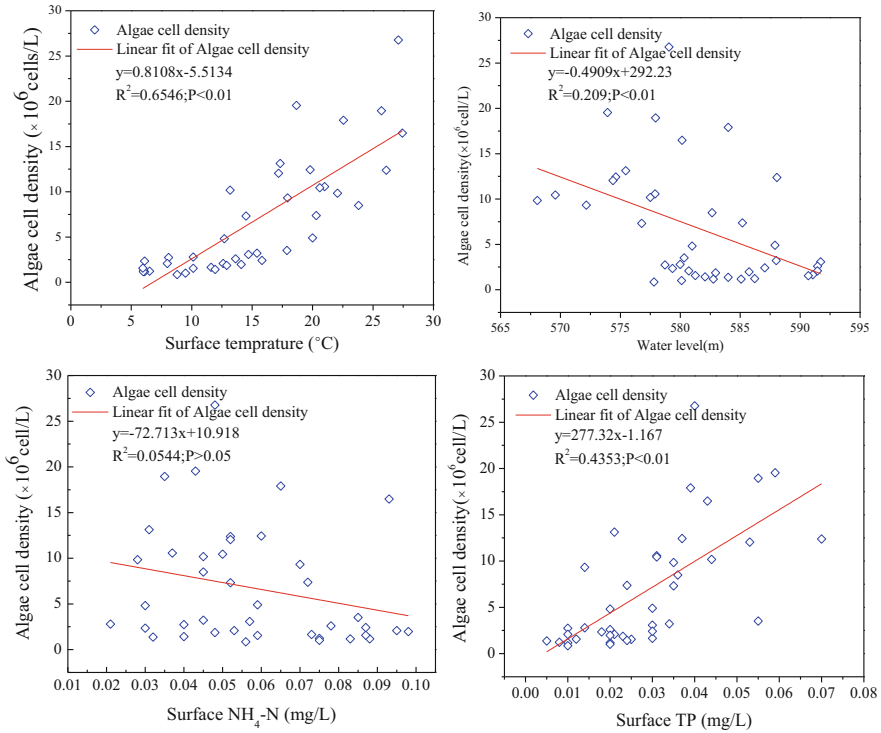 30
25
20
15
10
5
0
5
10
15
20
25
30
Algae cell density (×10⁶cells/L)
Surface temprature (°C)
Algae cell density
Linear fit of Algae cell density
y=0.8108x-5.5134
R²=0.6546;P<0.01
30
25
20
15
10
5
0
565
570
575
580
585
590
595
Algae cell density(×10⁶cell/L)
Water level(m)
Algae cell density
Linear fit of Algae cell density
y=-0.4909x+292.23
R²=0.209;P<0.01
30
25
20
15
10
5
0
0.01
0.02
0.03
0.04
0.05
0.06
0.07
0.08
0.09
0.10
Algae cell density (×10⁶cell/L)
Surface NH₄-N (mg/L)
Algae cell density
Linear fit of Algae cell density
y=-72.713x+10.918
R²=0.0544;P>0.05
30
25
20
15
10
5
0
0.00
0.01
0.02
0.03
0.04
0.05
0.06
0.07
0.08
Algae cell density(×10⁶cell/L)
Surface TP (mg/L)
Algae cell density
Linear fit of Algae cell density
y=277.32x-1.167
R²=0.4353;P<0.01